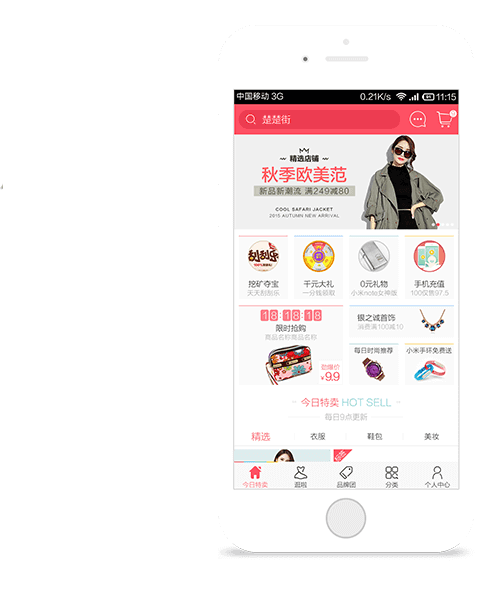 中国移动 3G 0.21K/s 11:15
楚楚街
精选店铺
秋季欧美范
新品新潮流 满249减80
COOL SAFARI JACKET
2015 AUTUMN NEW ARRIVAL
刮刮乐
挖矿夺宝 千元大礼 0元礼物 手机充值
天天刮刮乐 一分钱领取 小米note女神版 100仅售97.5
18:18:18
限时抢购
商品名称商品名称
劲爆价
¥9.9
银之诚首饰
消费满100减10
每日时尚推荐 小米手环免费送
今日特卖 HOT SELL
每日9点更新
精选 衣服 鞋包 美妆
今日特卖 逛啦 品牌团 分类 个人中心